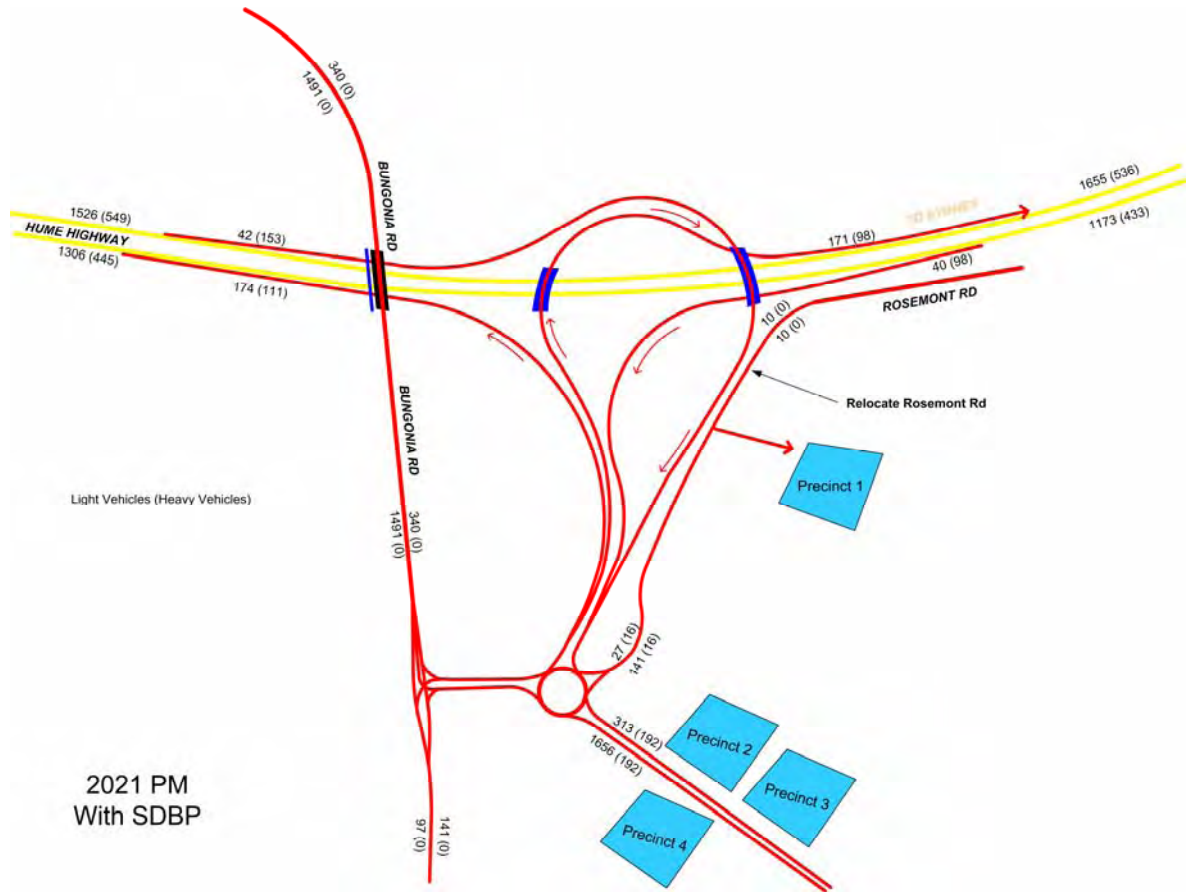 340 (0)
1491 (0)
BUNGONIA RD
1526 (549)
HUME HIGHWAY
1306 (445)
42 (153)
174 (111)
1655 (536)
1173 (433)
171 (98)
40 (98)
ROSEMONT RD
10 (0)
10 (0)
Relocate Rosemont Rd
BUNGONIA RD
Precinct 1
Light Vehicles (Heavy Vehicles)
340 (0)
1491 (0)
27 (16)
141 (16)
313 (192)
1656 (192)
Precinct 2
Precinct 3
Precinct 4
2021 PM
With SDBP
141 (0)
97 (0)